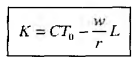 K = CT₀ − w/r L